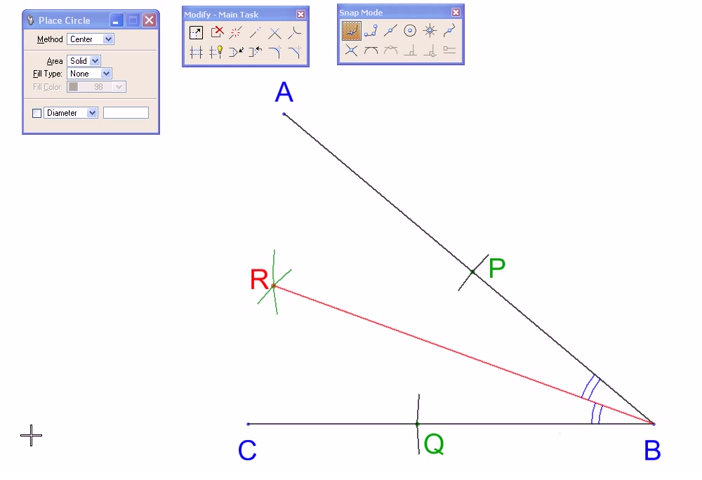 Place Circle
Method Center
Area Solid
Fill Type: None
Fill Color: 98
Diameter
Modify - Main Task
Snap Mode
A
P
R
C
Q
B